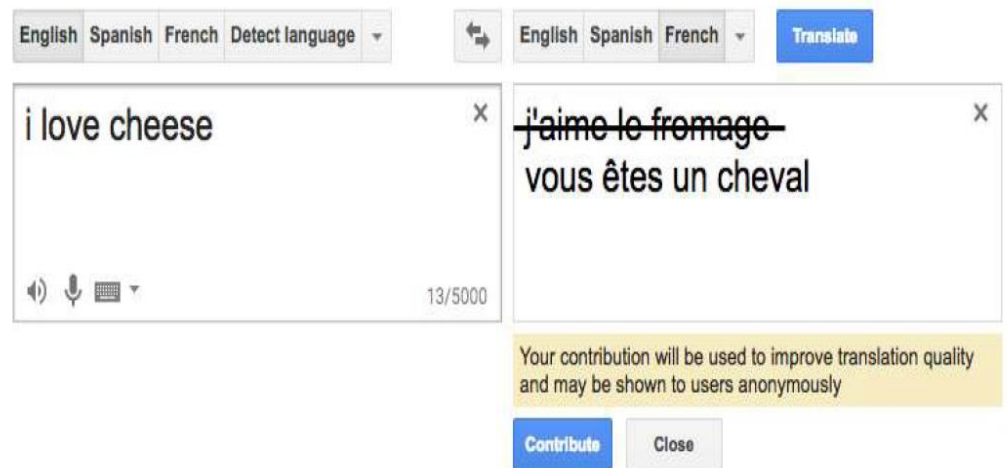 English Spanish French Detect language English Spanish French Translate
i love cheese
j'aime le fromage
vous êtes un cheval
13/5000
Your contribution will be used to improve translation quality
and may be shown to users anonymously
Contribute Close